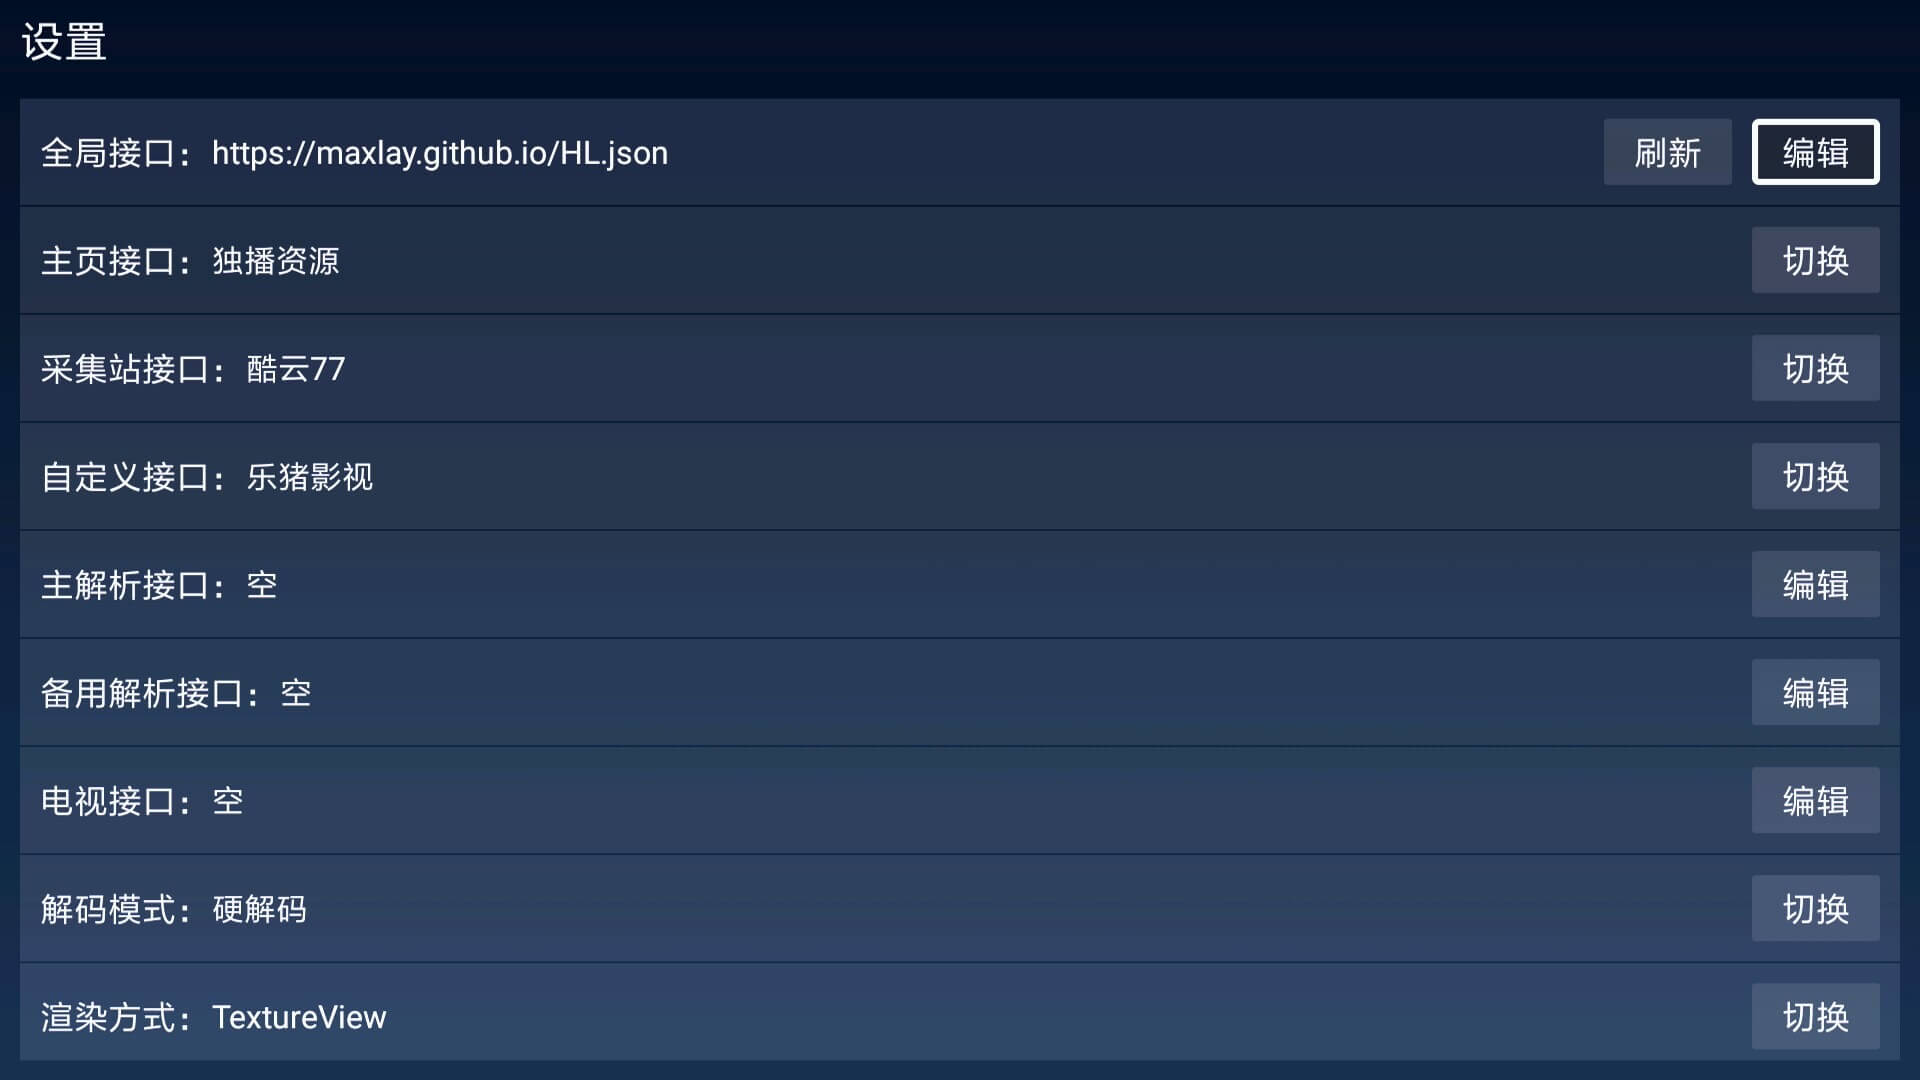 设置
全局接口：https://maxlay.github.io/HL.json 刷新 编辑
主页接口：独播资源 切换
采集站接口：酷云77 切换
自定义接口：乐猪影视 切换
主解析接口：空 编辑
备用解析接口：空 编辑
电视接口：空 编辑
解码模式：硬解码 切换
渲染方式：TextureView 切换